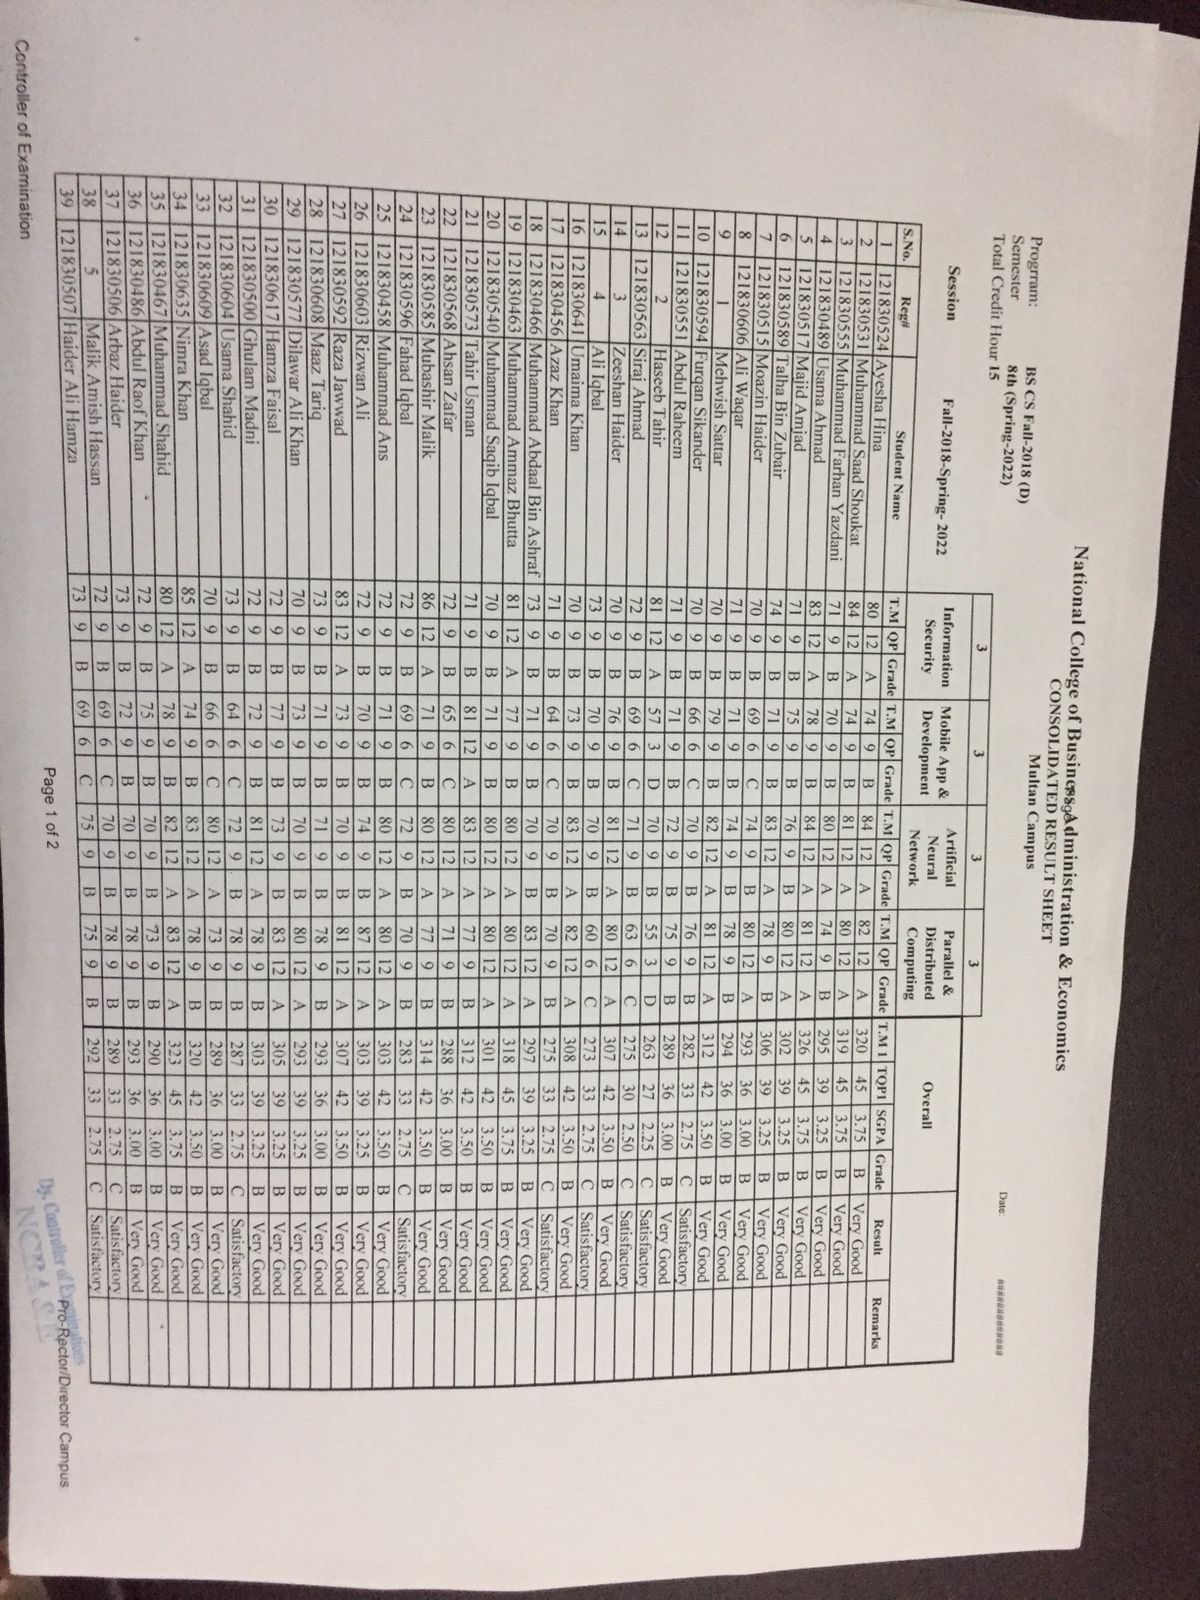 National College of Business Administration & Economics
CONSOLIDATED RESULT SHEET
Multan Campus
Progrram: BS CS Fall-2018 (D)
Semester 8th (Spring-2022)
Date: #############
Total Credit Hour 15
3 3 3 3
Session Fall-2018-Spring- 2022 Information Security Mobile App & Development Artificial Neural Network Parallel & Distributed Computing Overall
S.No. Reg# Student Name T.M QP Grade T.M QP Grade T.M QP Grade T.M QP Grade T.M 1 TQP1 SGPA Grade Result Remarks
1 121830524 Ayesha Hina 80 12 A 74 9 B 84 12 A 82 12 A 320 45 3.75 B Very Good
2 121830531 Muhammad Saad Shoukat 84 12 A 74 9 B 81 12 A 80 12 A 319 45 3.75 B Very Good
3 121830555 Muhammad Farhan Yazdani 71 9 B 70 9 B 80 12 A 74 9 B 295 39 3.25 B Very Good
4 121830489 Usama Ahmad 83 12 A 78 9 B 84 12 A 81 12 A 326 45 3.75 B Very Good
5 121830517 Majid Amjad 71 9 B 75 9 B 76 9 B 80 12 A 302 39 3.25 B Very Good
6 121830589 Talha Bin Zubair 74 9 B 71 9 B 83 12 A 78 9 B 306 39 3.25 B Very Good
7 121830515 Moazin Haider 70 9 B 69 6 C 74 9 B 80 12 A 293 36 3.00 B Very Good
8 121830606 Ali Waqar 71 9 B 71 9 B 74 9 B 78 9 B 294 36 3.00 B Very Good
9 1 Mehwish Sattar 70 9 B 79 9 B 82 12 A 81 12 A 312 42 3.50 B Very Good
10 121830594 Furqan Sikander 70 9 B 66 6 C 70 9 B 76 9 B 282 33 2.75 C Satisfactory
11 121830551 Abdul Raheem 71 9 B 71 9 B 72 9 B 75 9 B 289 36 3.00 B Very Good
12 2 Haseeb Tahir 81 12 A 57 3 D 70 9 B 55 3 D 263 27 2.25 C Satisfactory
13 121830563 Siraj Ahmad 72 9 B 69 6 C 71 9 B 63 6 C 275 30 2.50 C Satisfactory
14 3 Zeeshan Haider 70 9 B 76 9 B 81 12 A 80 12 A 307 42 3.50 B Very Good
15 4 Ali Iqbal 73 9 B 70 9 B 70 9 B 60 6 C 273 33 2.75 C Satisfactory
16 121830641 Umaima Khan 70 9 B 73 9 B 83 12 A 82 12 A 308 42 3.50 B Very Good
17 121830456 Azaz Khan 71 9 B 64 6 C 70 9 B 70 9 B 275 33 2.75 C Satisfactory
18 121830466 Muhammad Abdaal Bin Ashraf 73 9 B 71 9 B 70 9 B 83 12 A 297 39 3.25 B Very Good
19 121830463 Muhammad Ammaz Bhutta 81 12 A 77 9 B 80 12 A 80 12 A 318 45 3.75 B Very Good
20 121830540 Muhammad Saqib Iqbal 70 9 B 71 9 B 80 12 A 80 12 A 301 42 3.50 B Very Good
21 121830573 Tahir Usman 71 9 B 81 12 A 83 12 A 77 9 B 312 42 3.50 B Very Good
22 121830568 Ahsan Zafar 72 9 B 65 6 C 80 12 A 71 9 B 288 36 3.00 B Very Good
23 121830585 Mubashir Malik 86 12 A 71 9 B 80 12 A 77 9 B 314 42 3.50 B Very Good
24 121830596 Fahad Iqbal 72 9 B 69 6 C 72 9 B 70 9 B 283 33 2.75 C Satisfactory
25 121830458 Muhammad Ans 72 9 B 71 9 B 80 12 A 80 12 A 303 42 3.50 B Very Good
26 121830603 Rizwan Ali 72 9 B 70 9 B 74 9 B 87 12 A 303 39 3.25 B Very Good
27 121830592 Raza Jawwad 83 12 A 73 9 B 70 9 B 81 12 A 307 42 3.50 B Very Good
28 121830608 Maaz Tariq 73 9 B 71 9 B 71 9 B 78 9 B 293 36 3.00 B Very Good
29 121830577 Dilawar Ali Khan 70 9 B 73 9 B 70 9 B 80 12 A 293 39 3.25 B Very Good
30 121830617 Hamza Faisal 72 9 B 77 9 B 73 9 B 83 12 A 305 39 3.25 B Very Good
31 121830500 Ghulam Madni 72 9 B 72 9 B 81 12 A 78 9 B 303 39 3.25 B Very Good
32 121830604 Usama Shahid 73 9 B 64 6 C 72 9 B 78 9 B 287 33 2.75 C Satisfactory
33 121830609 Asad Iqbal 70 9 B 66 6 C 80 12 A 73 9 B 289 36 3.00 B Very Good
34 121830635 Nimra Khan 85 12 A 74 9 B 83 12 A 78 9 B 320 42 3.50 B Very Good
35 121830467 Muhammad Shahid 80 12 A 78 9 B 82 12 A 83 12 A 323 45 3.75 B Very Good
36 121830486 Abdul Raof Khan 72 9 B 75 9 B 70 9 B 73 9 B 290 36 3.00 B Very Good
37 121830506 Arbaz Haider 73 9 B 72 9 B 70 9 B 78 9 B 293 36 3.00 B Very Good
38 5 Malik Amish Hassan 72 9 B 69 6 C 70 9 B 78 9 B 289 33 2.75 C Satisfactory
39 121830507 Haider Ali Hamza 73 9 B 69 6 C 75 9 B 75 9 B 292 33 2.75 C Satisfactory
Dy. Controller of Examinations
Controller of Examination Page 1 of 2 Pro-Rector/Director Campus